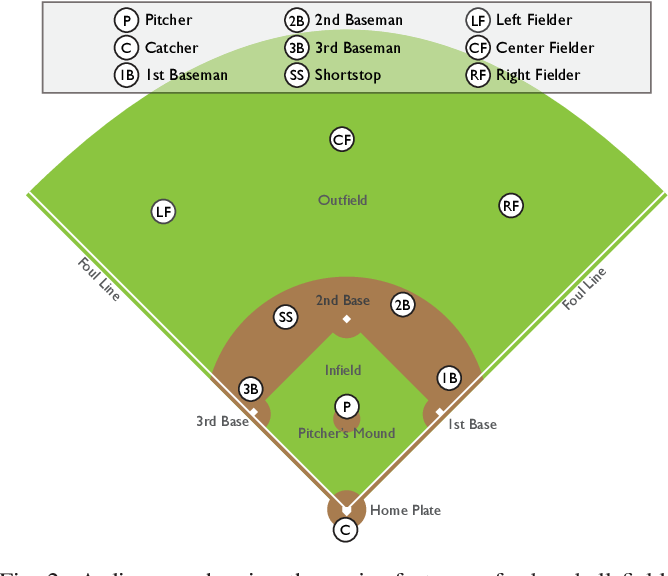 P Pitcher
2B 2nd Baseman
LF Left Fielder
C Catcher
3B 3rd Baseman
CF Center Fielder
1B 1st Baseman
SS Shortstop
RF Right Fielder
CF
Outfield
LF
RF
Foul Line
Foul Line
2nd Base
2B
SS
Infield
3B
1B
P
3rd Base
1st Base
Pitcher's Mound
Home Plate
C